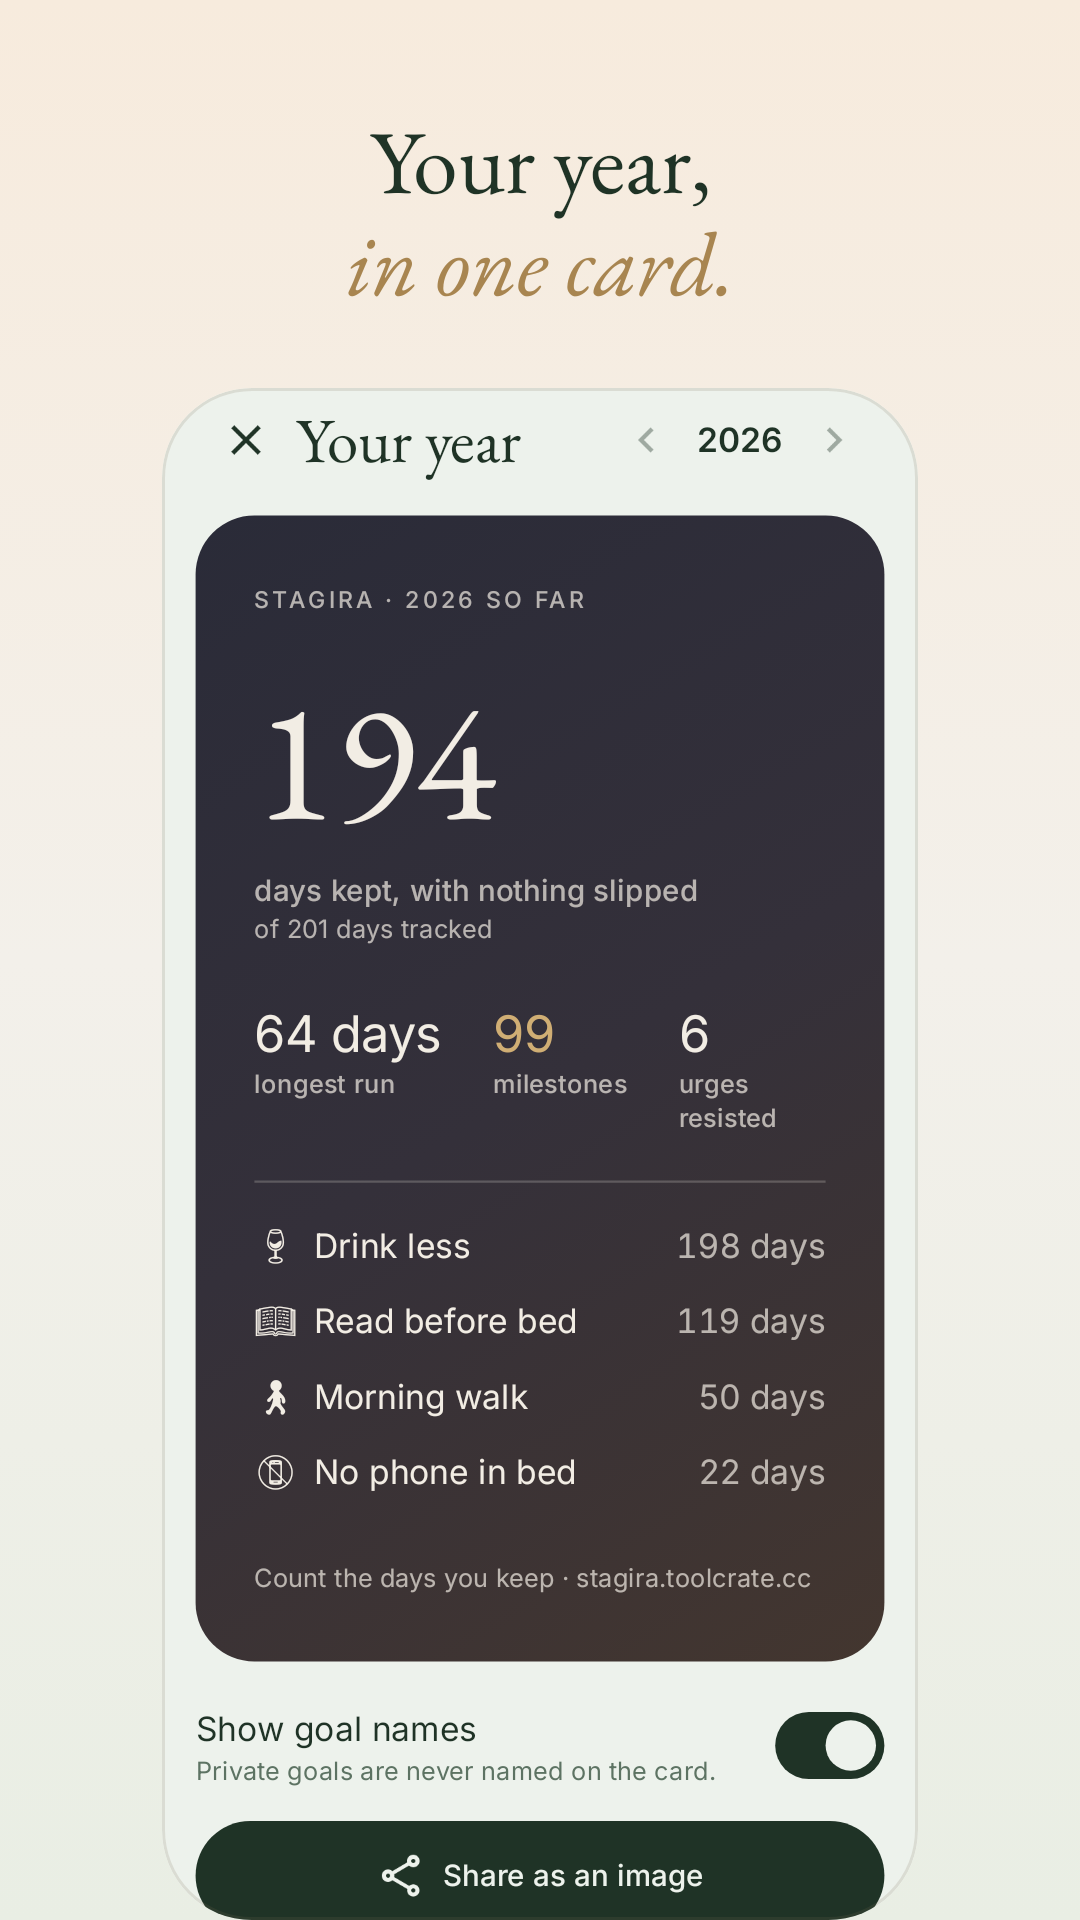 Your year,
in one card.
Your year
2026
STAGIRA · 2026 SO FAR
194
days kept, with nothing slipped
of 201 days tracked
64 days
longest run
99
milestones
6
urges
resisted
Drink less 198 days
Read before bed 119 days
Morning walk 50 days
No phone in bed 22 days
Count the days you keep · stagira.toolcrate.cc
Show goal names
Private goals are never named on the card.
Share as an image